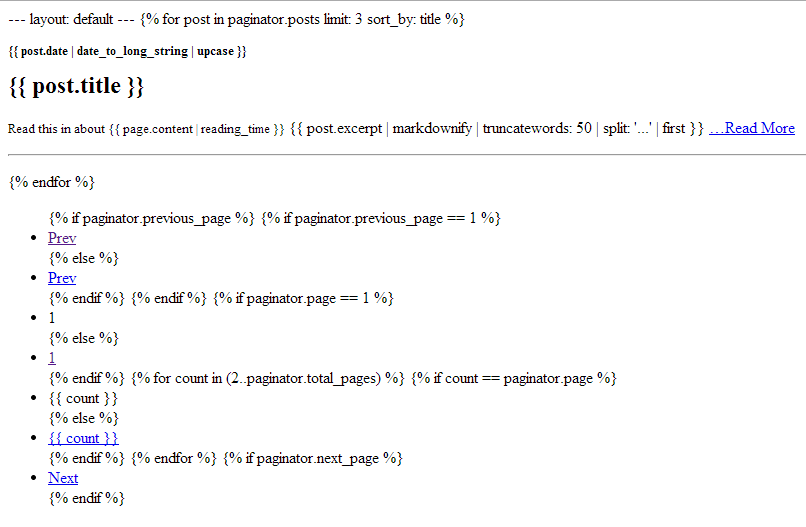 --- layout: default --- {% for post in paginator.posts limit: 3 sort_by: title %}
{{ post.date | date_to_long_string | upcase }}
{{ post.title }}
Read this in about {{ page.content | reading_time }} {{ post.excerpt | markdownify | truncatewords: 50 | split: '...' | first }} …Read More
{% endfor %}
{% if paginator.previous_page %} {% if paginator.previous_page == 1 %}
• Prev
{% else %}
• Prev
{% endif %} {% endif %} {% if paginator.page == 1 %}
• 1
{% else %}
• 1
{% endif %} {% for count in (2..paginator.total_pages) %} {% if count == paginator.page %}
• {{ count }}
{% else %}
• {{ count }}
{% endif %} {% endfor %} {% if paginator.next_page %}
• Next
{% endif %}